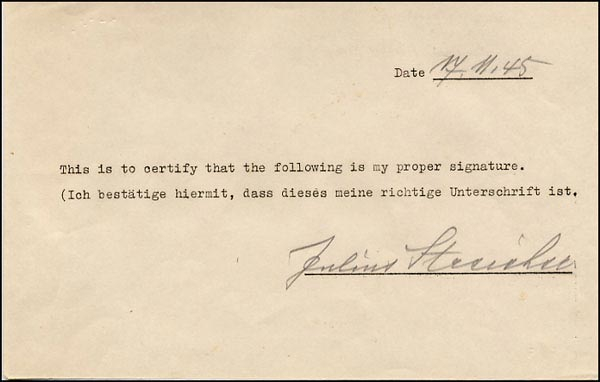 Date 17.11.45
This is to certify that the following is my proper signature.
(Ich bestätige hiermit, dass dieses meine richtige Unterschrift ist.
Julius Streicher